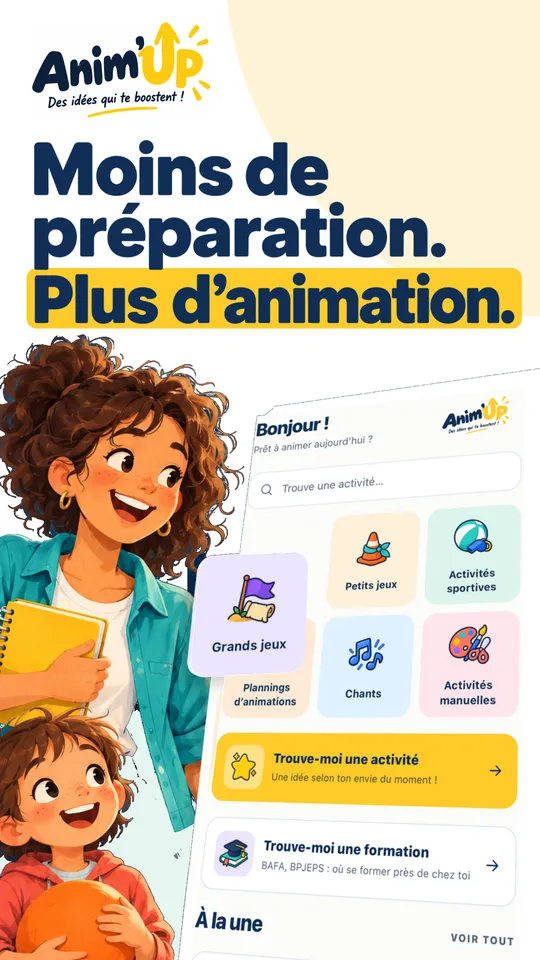 Anim'Up
Des idées qui te boostent !
Moins de
préparation.
Plus d'animation.
Bonjour !
Prêt à animer aujourd'hui ?
Anim'Up
Des idées qui te boostent !
Trouve une activité...
Grands jeux
Petits jeux
Activités
sportives
Plannings
d'animations
Chants
Activités
manuelles
Trouve-moi une activité
Une idée selon ton envie du moment !
Trouve-moi une formation
BAFA, BPJEPS : où se former près de chez toi
À la une
VOIR TOUT